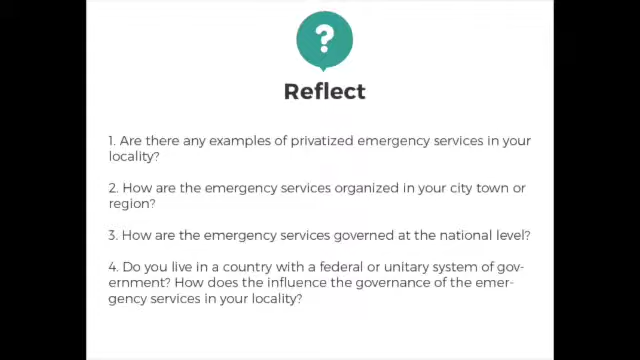 ?
Reflect
1. Are there any examples of privatized emergency services in your
locality?
2. How are the emergency services organized in your city town or
region?
3. How are the emergency services governed at the national level?
4. Do you live in a country with a federal or unitary system of gov-
ernment? How does the influence the governance of the emer-
gency services in your locality?